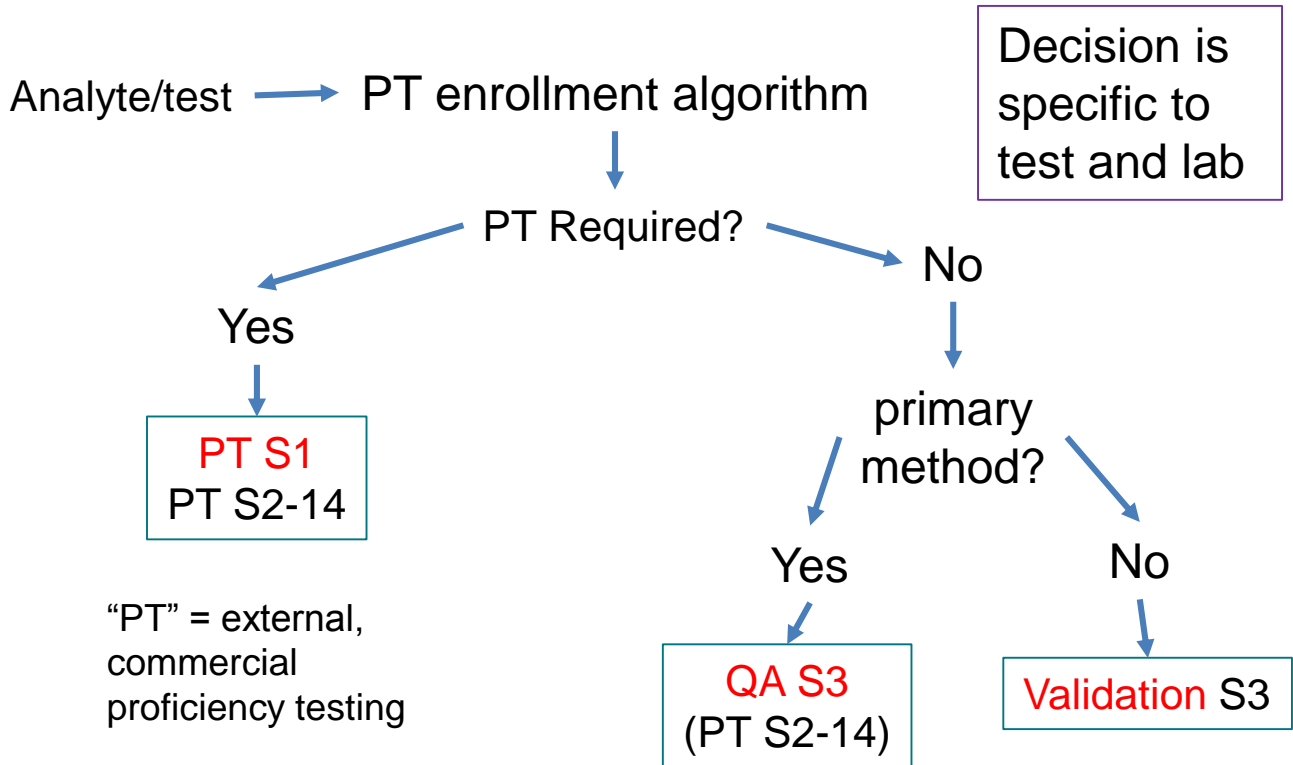 Decision is
specific to
test and lab
Analyte/test
PT enrollment algorithm
PT Required?
Yes
No
PT S1
PT S2-14
primary
method?
Yes
No
“PT” = external,
commercial
proficiency testing
QA S3
(PT S2-14)
Validation S3